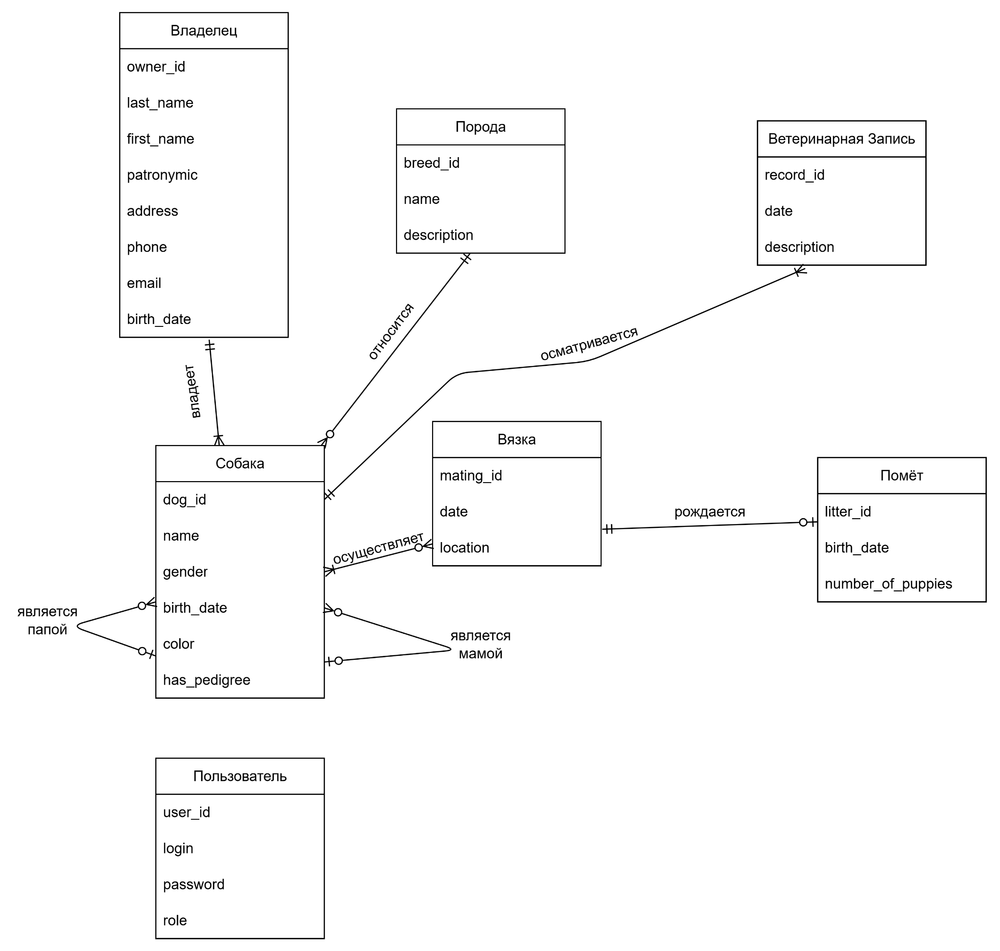 Владелец
owner_id
last_name
first_name
patronymic
address
phone
email
birth_date
Порода
breed_id
name
description
Ветеринарная Запись
record_id
date
description
владеет
относится
осматривается
Собака
dog_id
name
gender
birth_date
color
has_pedigree
Вязка
mating_id
date
location
осуществляет
рождается
Помёт
litter_id
birth_date
number_of_puppies
является
папой
является
мамой
Пользователь
user_id
login
password
role